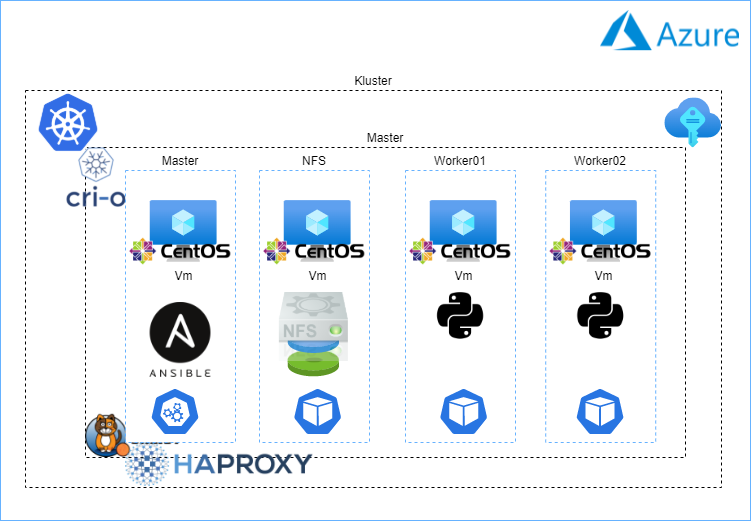 Azure
Kluster
Master
Master
NFS
Worker01
Worker02
cri-o
CentOS
CentOS
CentOS
CentOS
Vm
Vm
Vm
Vm
NFS
ANSIBLE
HAPROXY